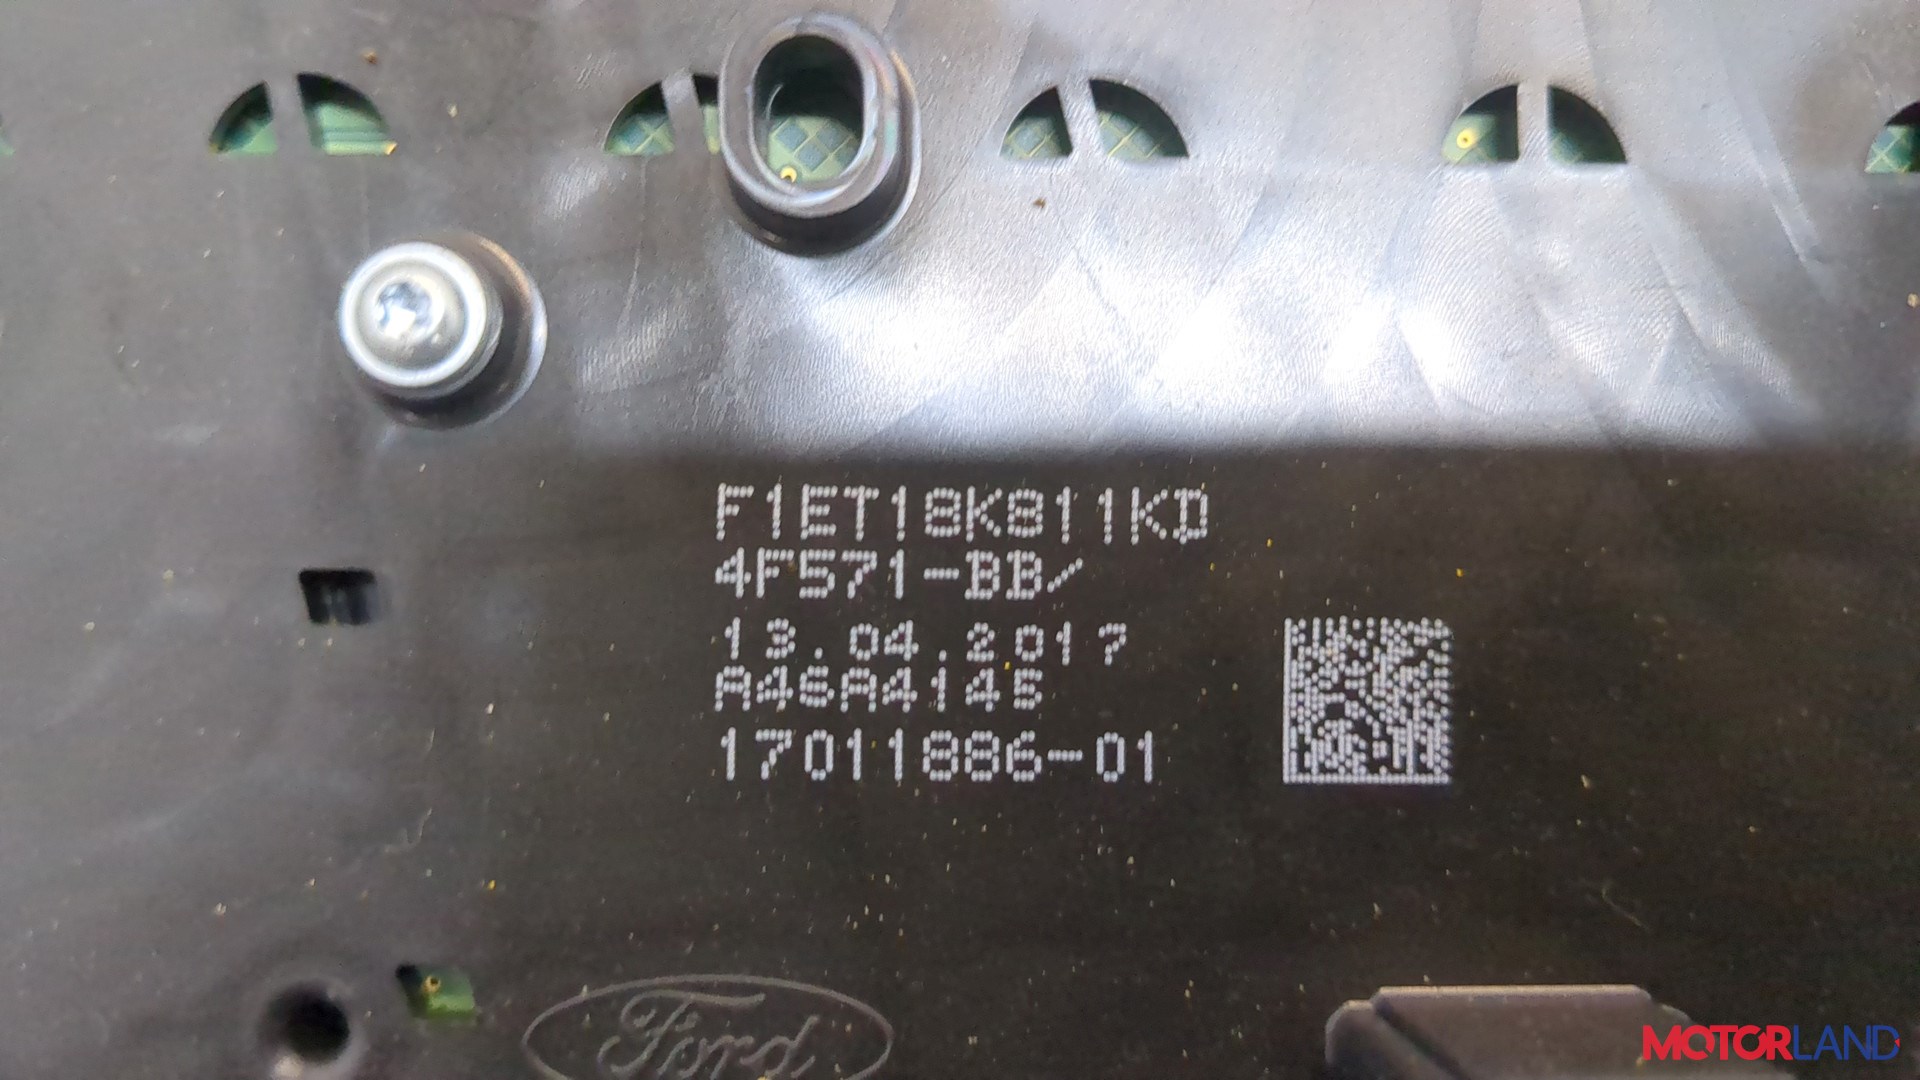 F1ET18K811KD
4F571-BB/
13.04.2017
A46A4145
17011886-01
Ford
MOTORLAND